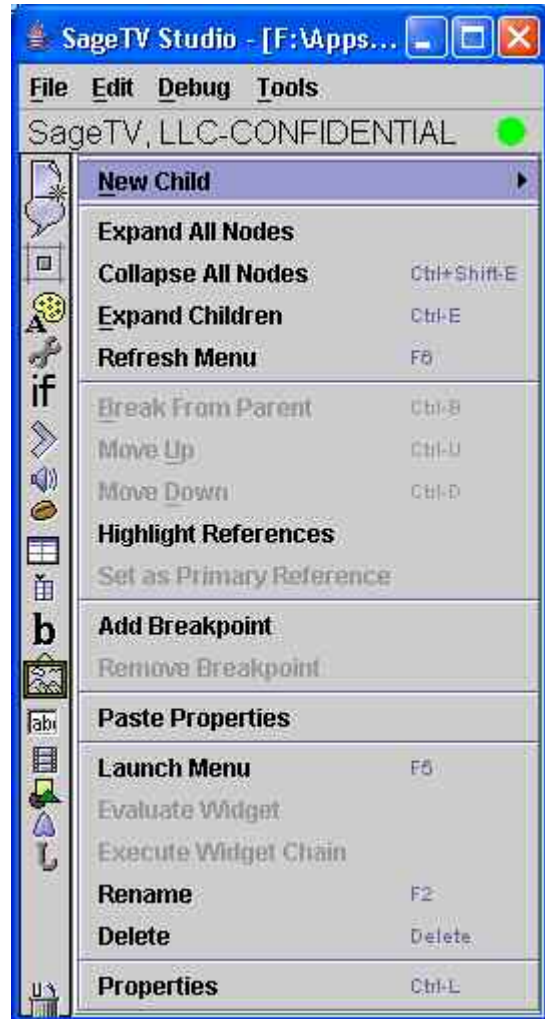 SageTV Studio - [F:\Apps...
File Edit Debug Tools
SageTV, LLC-CONFIDENTIAL
New Child
Expand All Nodes
Collapse All Nodes Ctrl+Shift-E
Expand Children Ctrl-E
Refresh Menu
Break From Parent Ctrl-B
Move Up Ctrl-U
Move Down Ctrl-D
Highlight References
Set as Primary Reference
Add Breakpoint
Remove Breakpoint
Paste Properties
Launch Menu
Evaluate Widget
Execute Widget Chain
Rename F2
Delete Delete
Properties Ctrl-L
A
if
b
ab